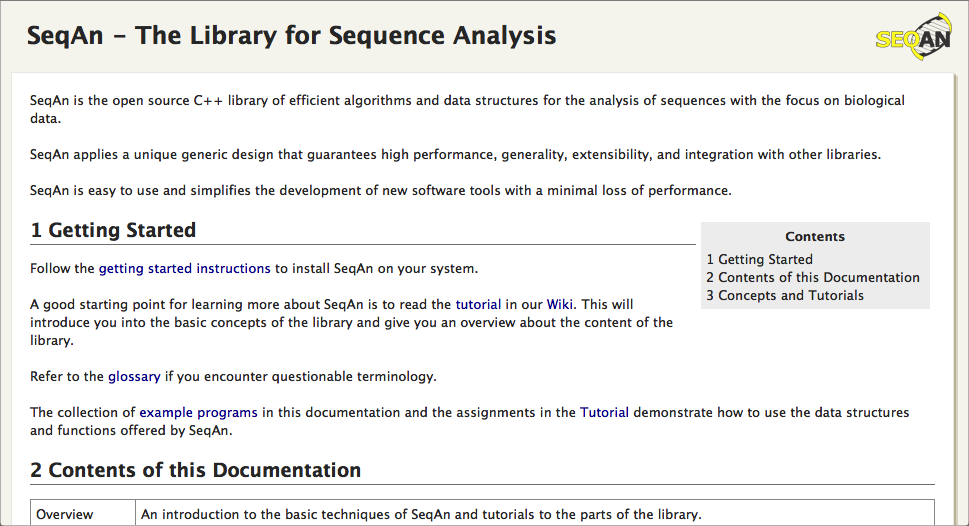 SeqAn – The Library for Sequence Analysis
SEQAN
SeqAn is the open source C++ library of efficient algorithms and data structures for the analysis of sequences with the focus on biological
data.
SeqAn applies a unique generic design that guarantees high performance, generality, extensibility, and integration with other libraries.
SeqAn is easy to use and simplifies the development of new software tools with a minimal loss of performance.
1 Getting Started
Contents
1 Getting Started
2 Contents of this Documentation
3 Concepts and Tutorials
Follow the getting started instructions to install SeqAn on your system.
A good starting point for learning more about SeqAn is to read the tutorial in our Wiki. This will
introduce you into the basic concepts of the library and give you an overview about the content of the
library.
Refer to the glossary if you encounter questionable terminology.
The collection of example programs in this documentation and the assignments in the Tutorial demonstrate how to use the data structures
and functions offered by SeqAn.
2 Contents of this Documentation
Overview An introduction to the basic techniques of SeqAn and tutorials to the parts of the library.